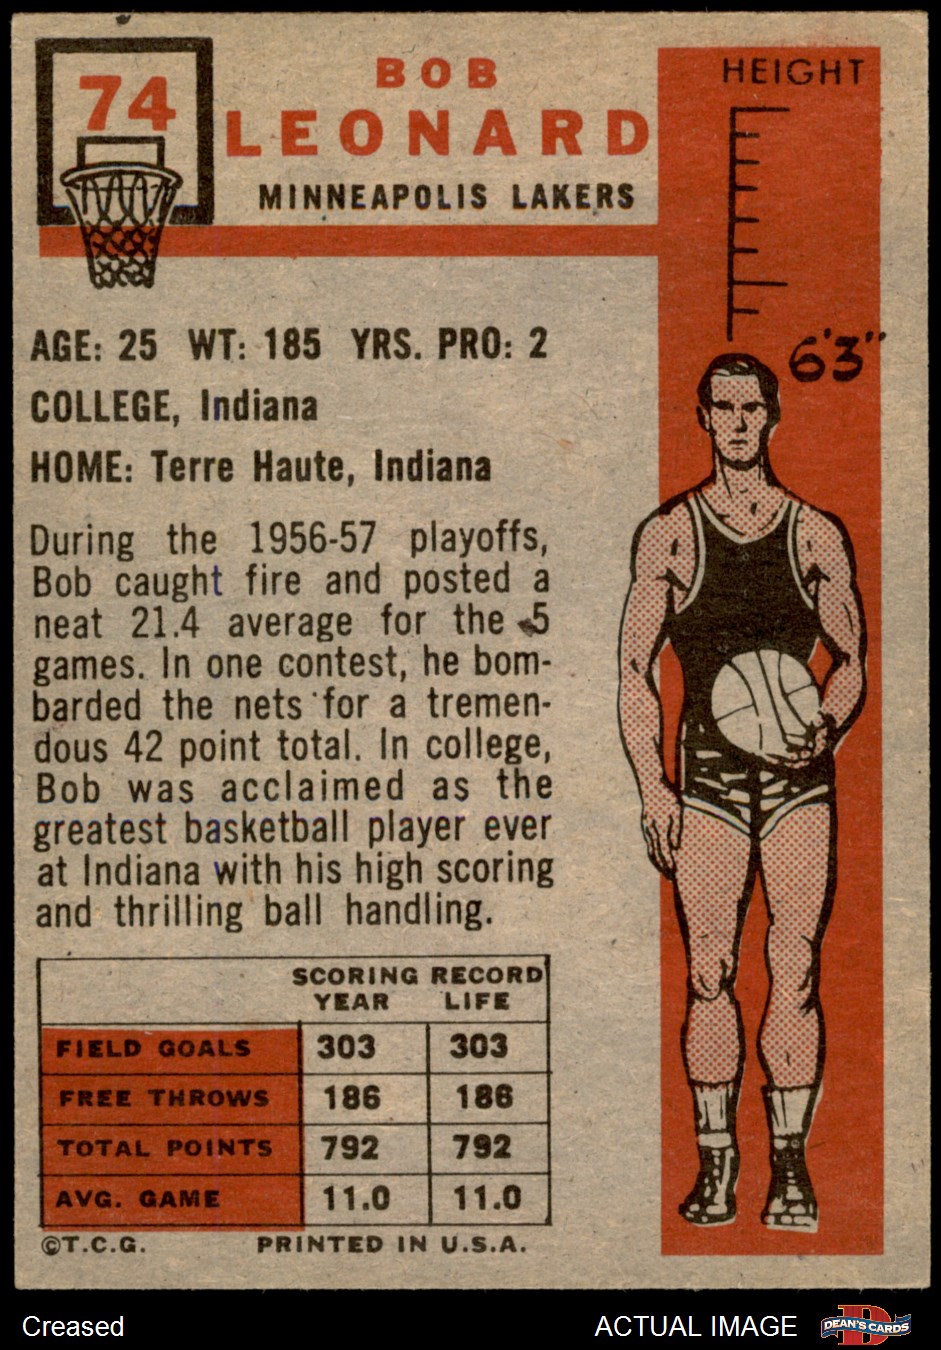 74
BOB
LEONARD
MINNEAPOLIS LAKERS
HEIGHT
6'3"
AGE: 25 WT: 185 YRS. PRO: 2
COLLEGE, Indiana
HOME: Terre Haute, Indiana
During the 1956-57 playoffs,
Bob caught fire and posted a
neat 21.4 average for the 5
games. In one contest, he bom-
barded the nets for a tremen-
dous 42 point total. In college,
Bob was acclaimed as the
greatest basketball player ever
at Indiana with his high scoring
and thrilling ball handling.
SCORING RECORD
YEAR LIFE
FIELD GOALS 303 303
FREE THROWS 186 186
TOTAL POINTS 792 792
AVG. GAME 11.0 11.0
©T.C.G. PRINTED IN U.S.A.
Creased
ACTUAL IMAGE
D
DEAN'S CARDS